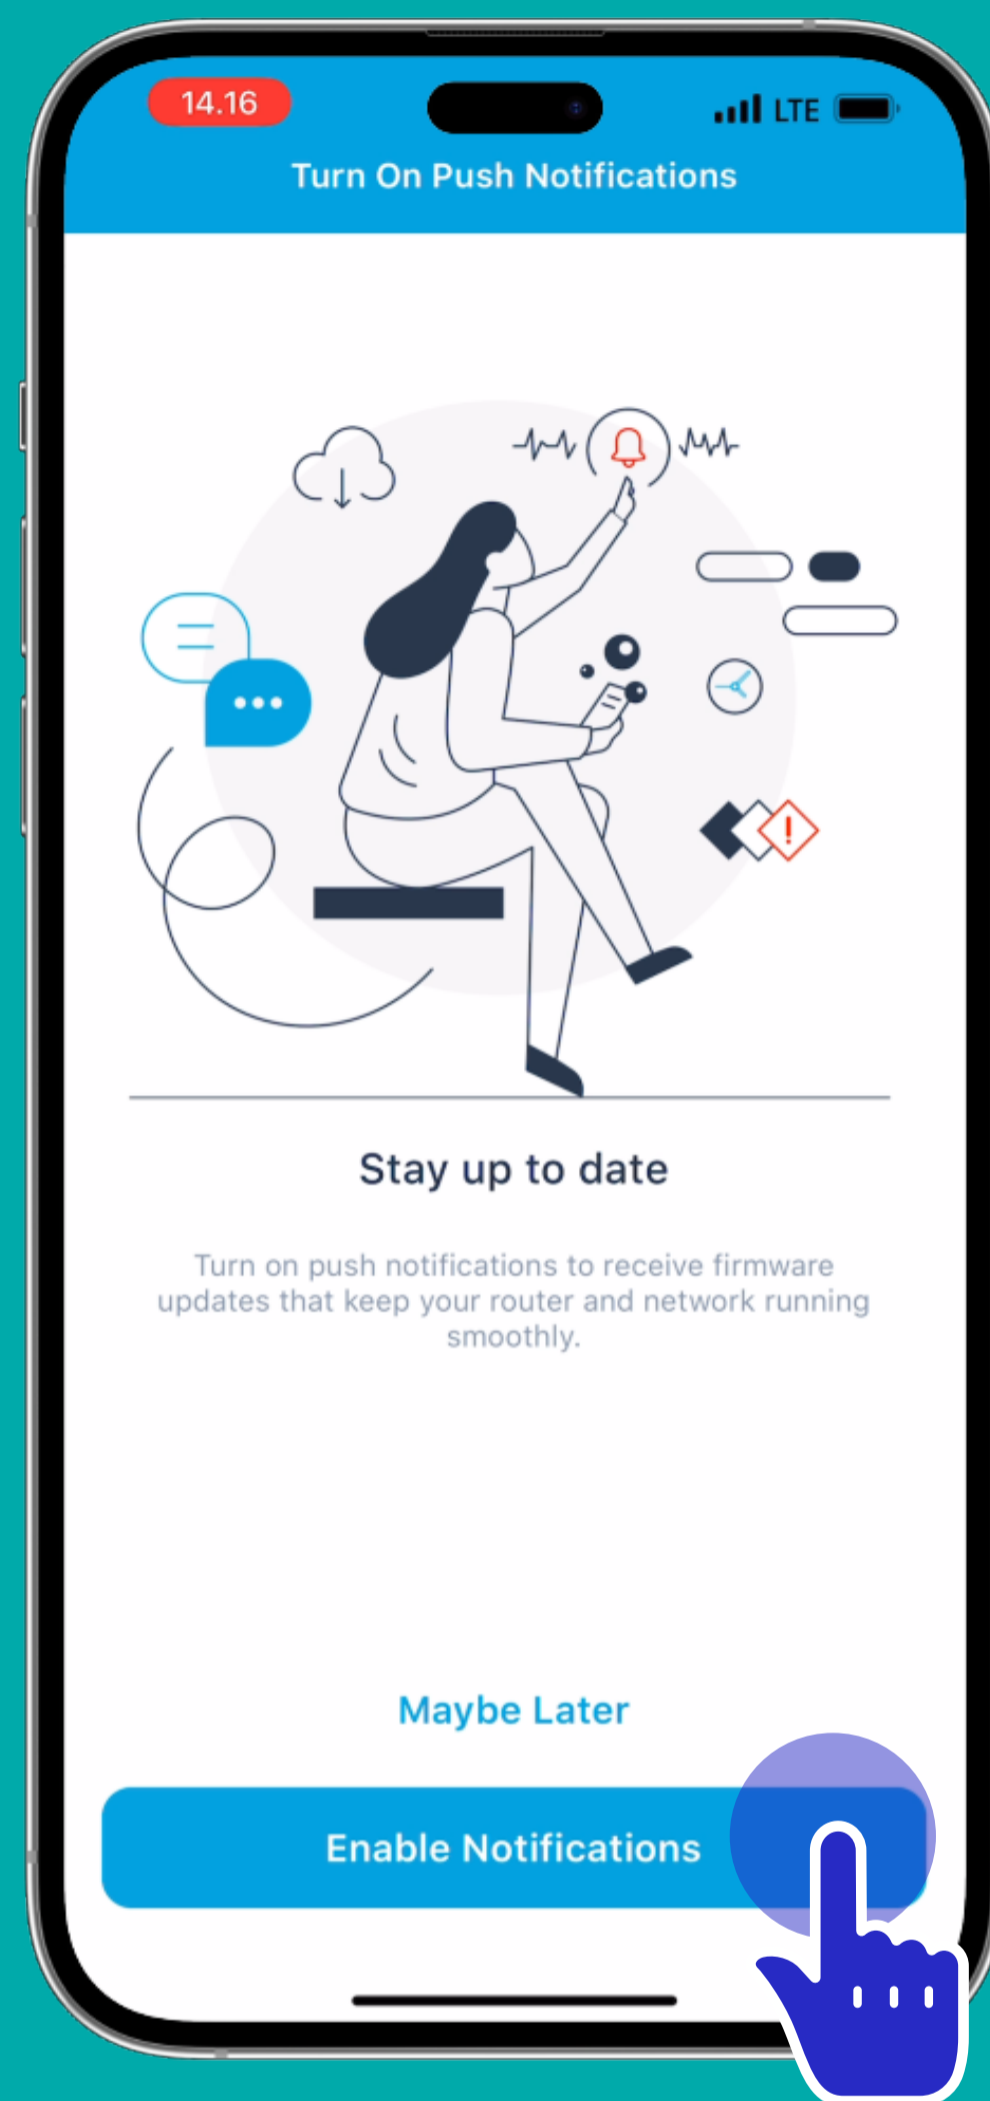 14.16
LTE
Turn On Push Notifications
Stay up to date
Turn on push notifications to receive firmware
updates that keep your router and network running
smoothly.
Maybe Later
Enable Notifications